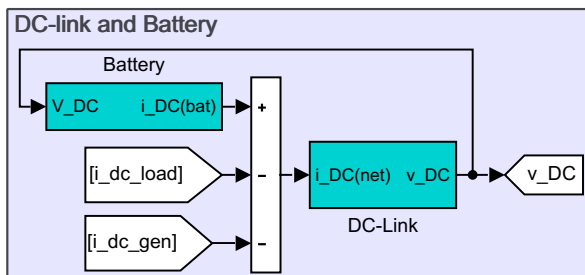 DC-link and Battery
Battery
V_DC i_DC(bat)
+
[i_dc_load]
−
i_DC(net) v_DC
v_DC
DC-Link
[i_dc_gen]
−